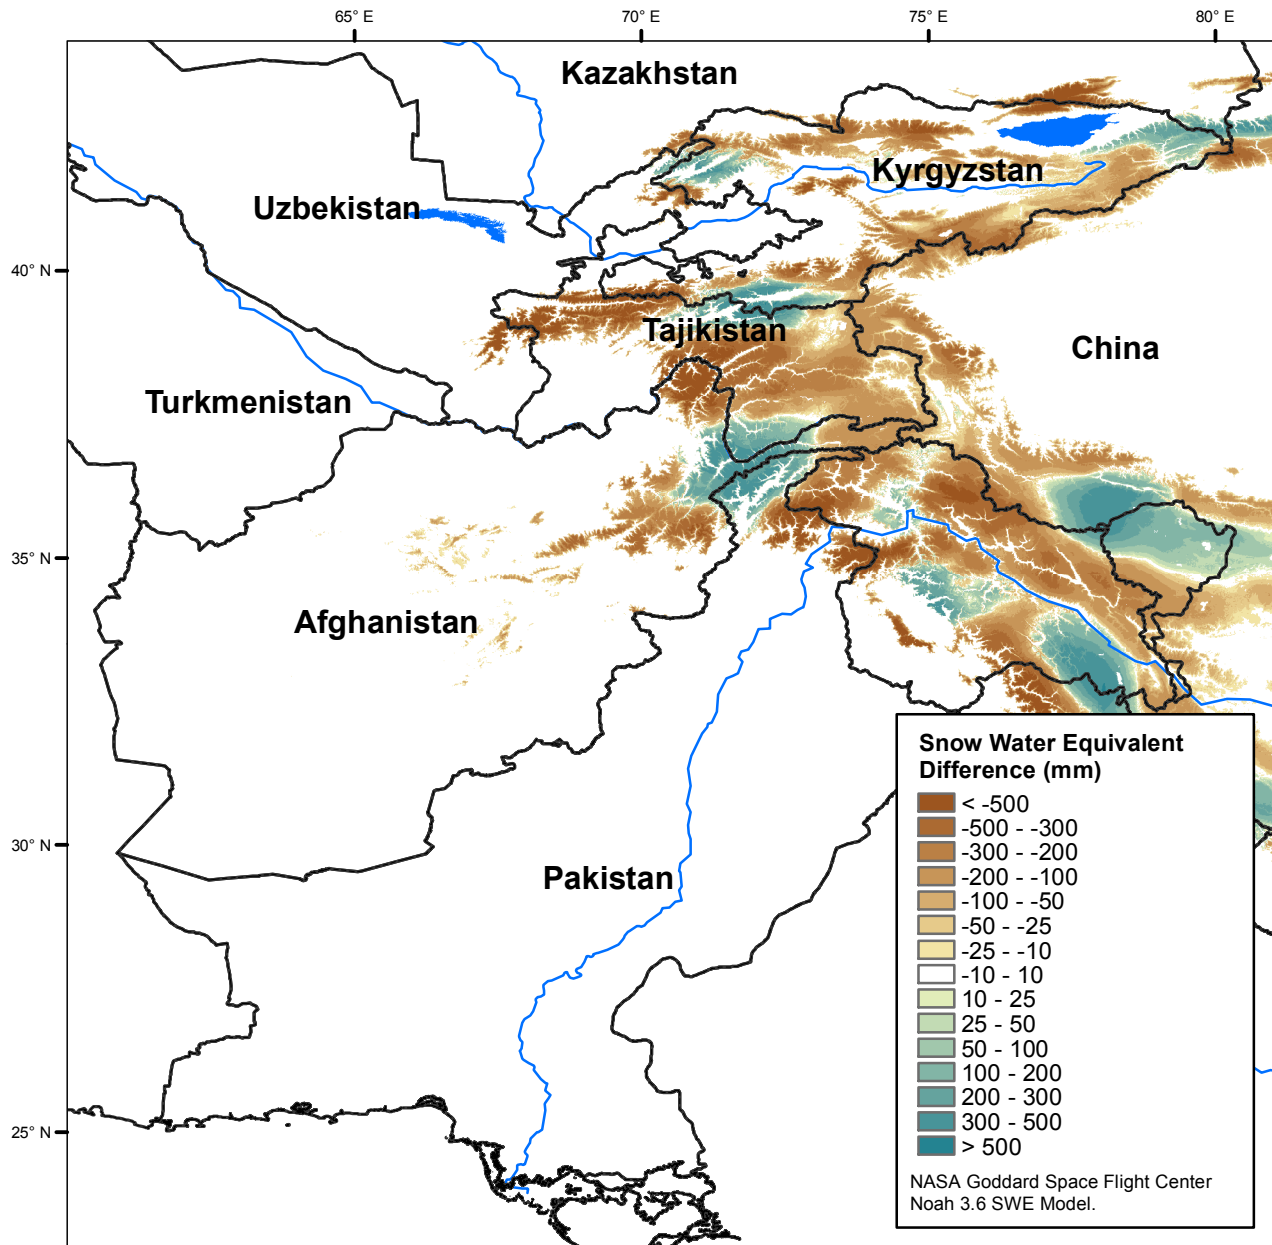 65° E
70° E
75° E
80° E
Kazakhstan
Kyrgyzstan
Uzbekistan
40° N
Tajikistan
China
Turkmenistan
35° N
Afghanistan
Snow Water Equivalent
Difference (mm)
< -500
-500 - -300
-300 - -200
-200 - -100
-100 - -50
-50 - -25
-25 - -10
-10 - 10
10 - 25
25 - 50
50 - 100
100 - 200
200 - 300
300 - 500
> 500
NASA Goddard Space Flight Center
Noah 3.6 SWE Model.
30° N
Pakistan
25° N